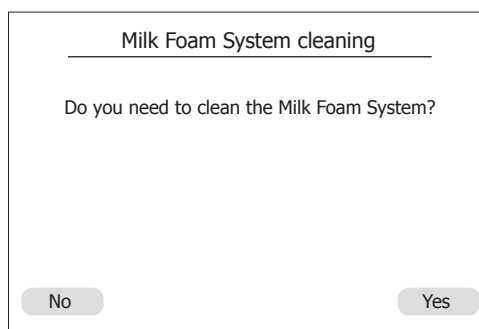 Milk Foam System cleaning
Do you need to clean the Milk Foam System?
No
Yes